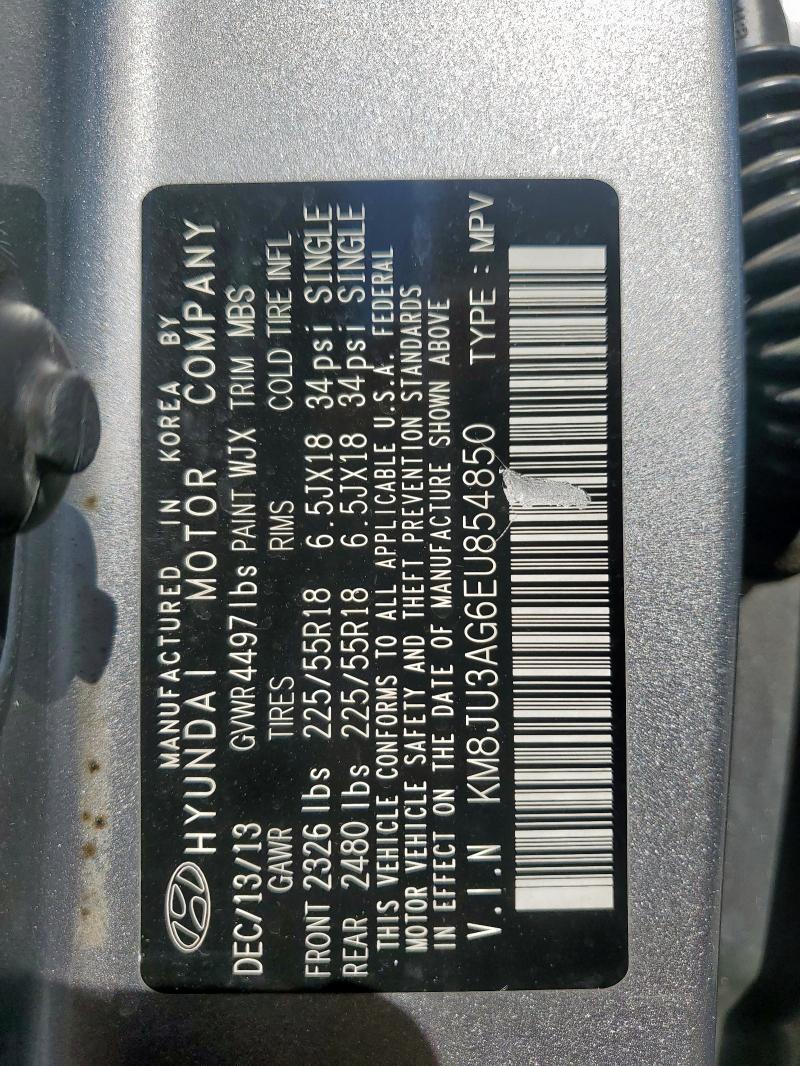 MANUFACTURED IN KOREA BY
HYUNDAI MOTOR COMPANY
DEC/13/13 GVWR 4497lbs PAINT WJX TRIM MBS
GAWR TIRES RIMS COLD TIRE INFL
FRONT 2326 lbs 225/55R18 6.5JX18 34psi SINGLE
REAR 2480 lbs 225/55R18 6.5JX18 34psi SINGLE
THIS VEHICLE CONFORMS TO ALL APPLICABLE U.S.A. FEDERAL
MOTOR VEHICLE SAFETY AND THEFT PREVENTION STANDARDS
IN EFFECT ON THE DATE OF MANUFACTURE SHOWN ABOVE
V.I.N KM8JU3AG6EU854850 TYPE : MPV